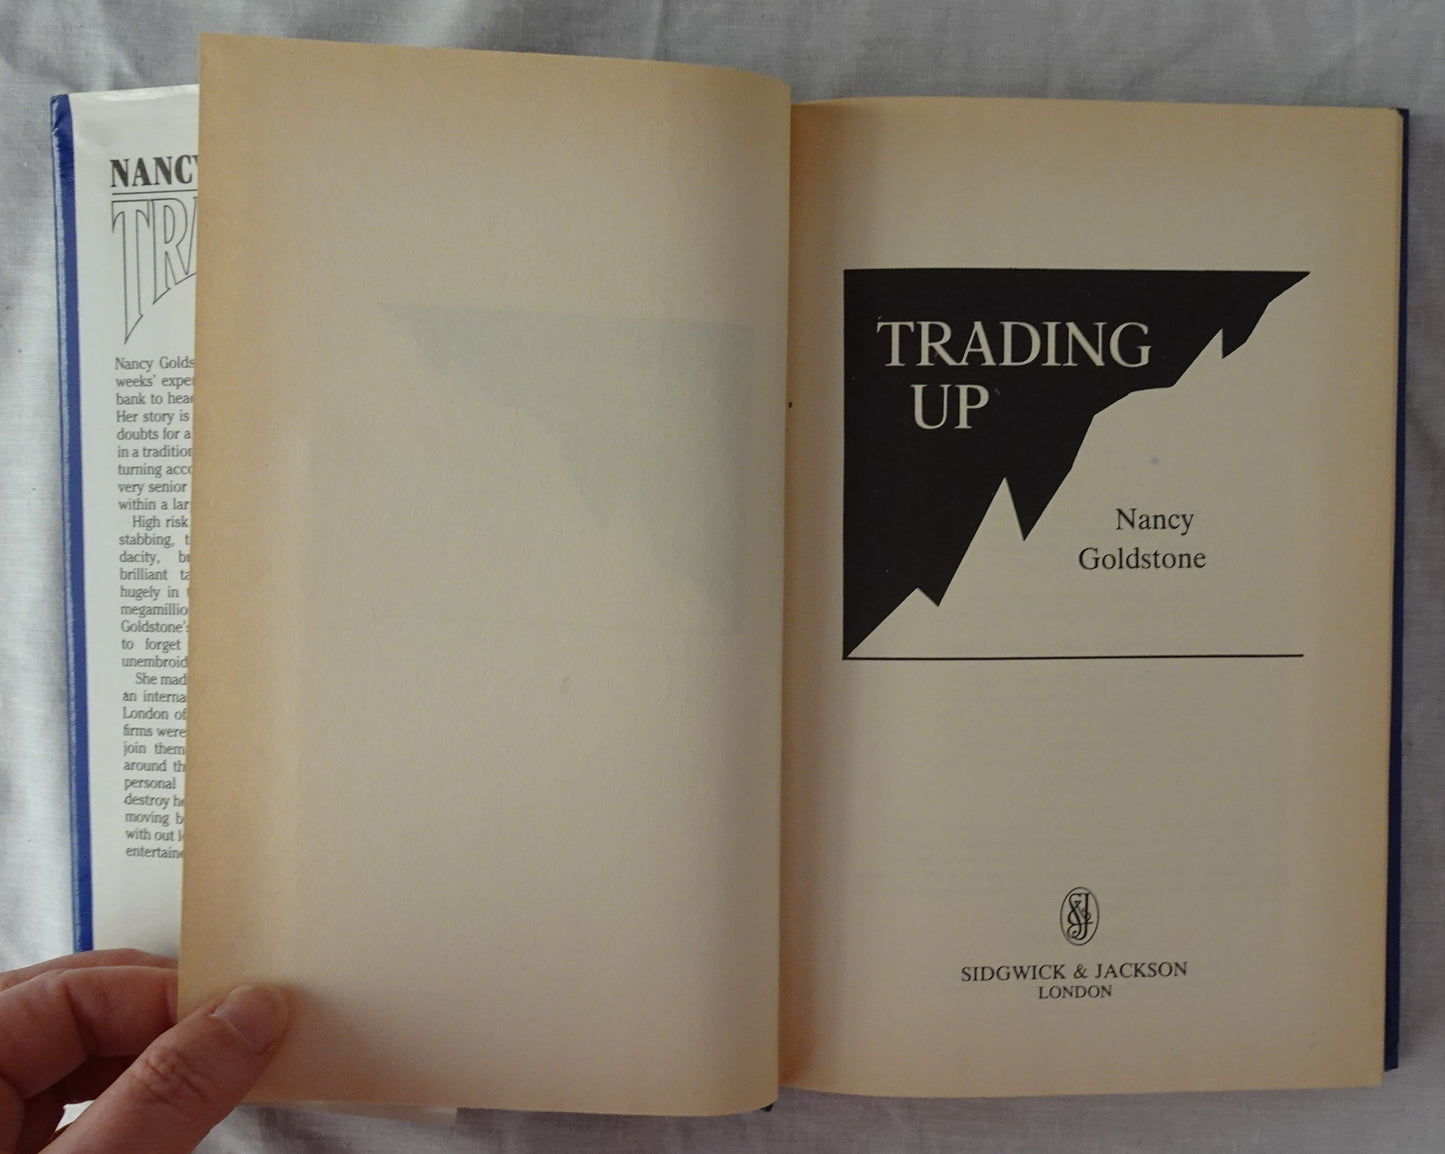 NANCY
TRA
Nancy Golds
weeks' expe
bank to hea
Her story is
doubts for a
in a tradition
turning acco
very senior
within a lar
High risk
stabbing, t
dacity, br
brilliant ta
hugely in
megamillio
Goldstone's
to forget
unembroid
She mad
an interna
London of
firms were
join them
around th
personal
destroy he
moving b
with out l
entertaine
TRADING
UP
Nancy
Goldstone
S&J
SIDGWICK & JACKSON
LONDON